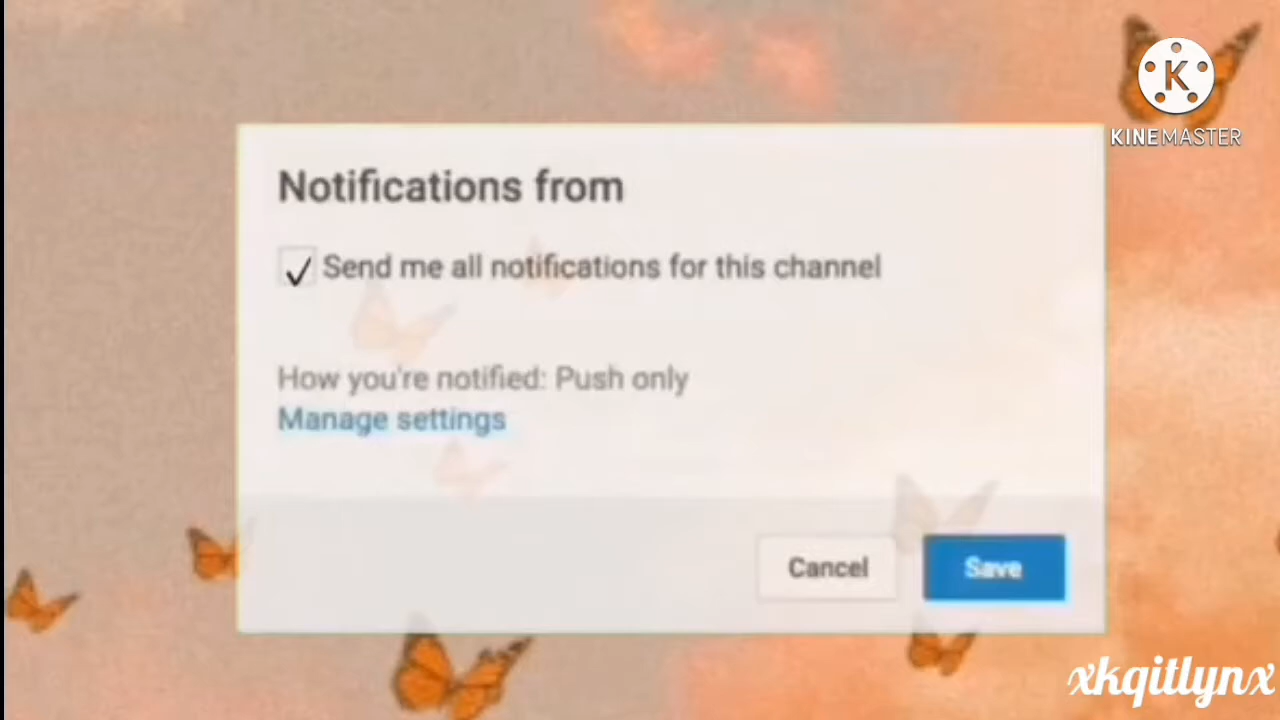 K
KINEMASTER
Notifications from
Send me all notifications for this channel
How you're notified: Push only
Manage settings
Cancel
Save
xkqitlynx